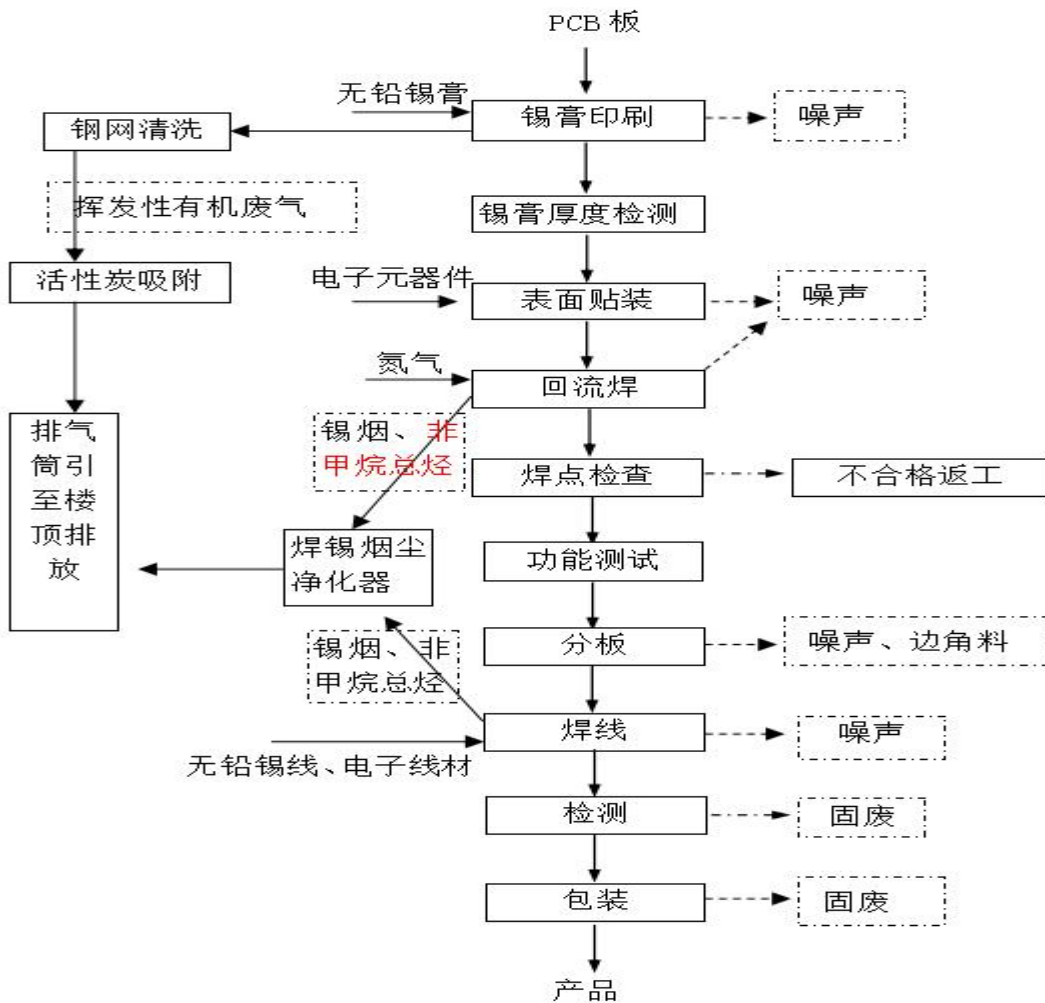 PCB 板
无铅锡膏
锡膏印刷
噪声
钢网清洗
挥发性有机废气
锡膏厚度检测
活性炭吸附
电子元器件
表面贴装
噪声
氮气
回流焊
锡烟、非
甲烷总烃
排气
筒引
至楼
顶排
放
焊点检查
不合格返工
焊锡烟尘
净化器
功能测试
锡烟、非
甲烷总烃
分板
噪声、边角料
焊线
噪声
无铅锡线、电子线材
检测
固废
包装
固废
产品